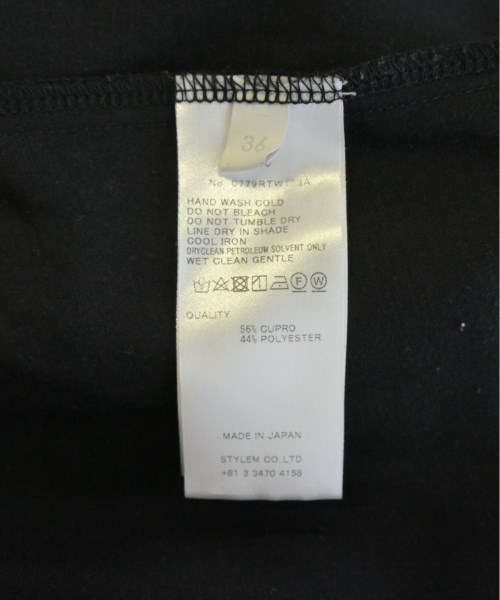 36
No.
HAND WASH COLD
DO NOT BLEACH
DO NOT TUMBLE DRY
LINE DRY IN SHADE
COOL IRON
DRYCLEAN PETROLEUM SOLVENT ONLY
WET CLEAN GENTLE
F W
QUALITY
56% CUPRO
44% POLYESTER
MADE IN JAPAN
STYLEM CO.,LTD.
+81 3 3470 4158